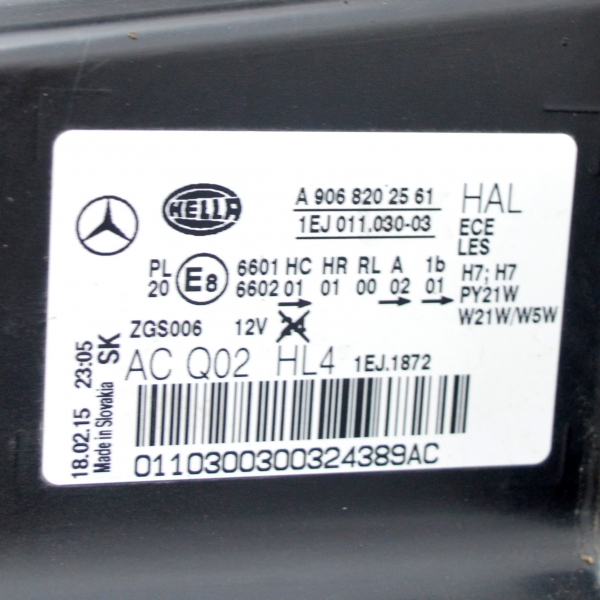 HELLA
A 906 820 25 61
1EJ 011.030-03
HAL
ECE
LES
PL E8 6601 HC HR RL A 1b
20 6602 01 01 00 02 01
H7; H7
PY21W
W21W/W5W
ZGS006 12V 24
AC Q02 HL4 1EJ.1872
0110300300324389AC
18.02.15 23:05
Made in Slovakia SK